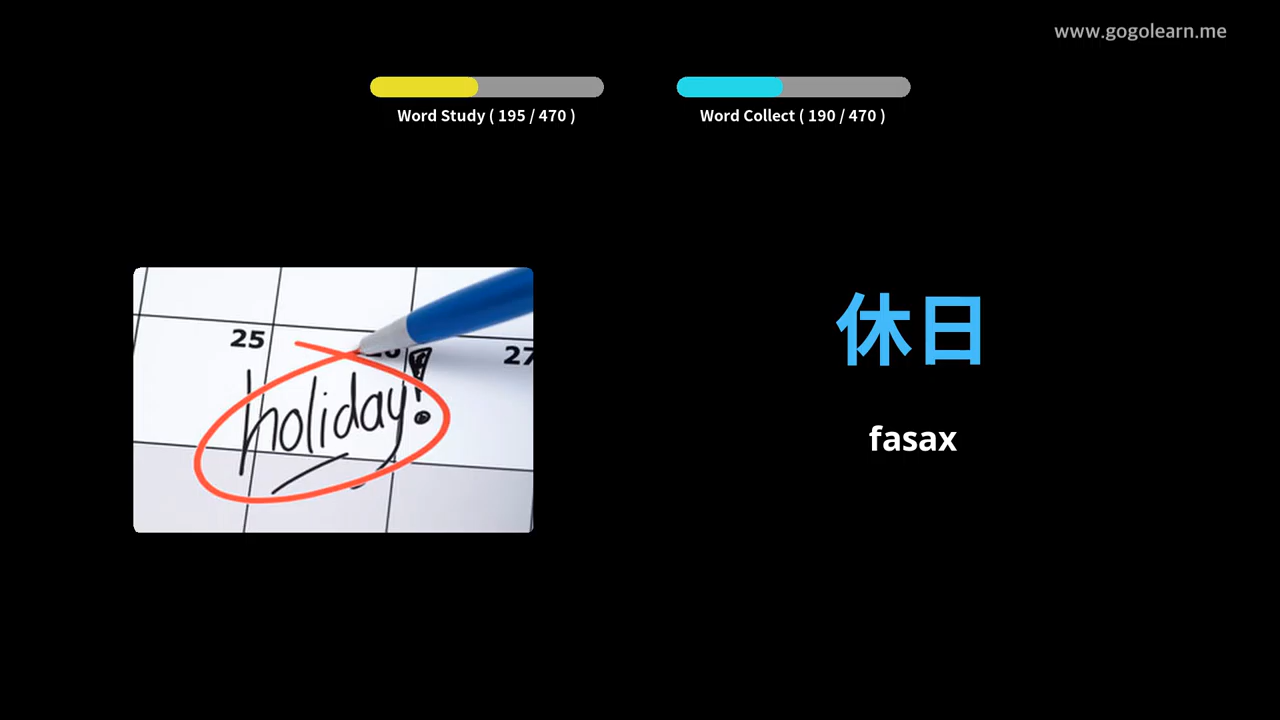 www.gogolearn.me
Word Study ( 195 / 470 )
Word Collect ( 190 / 470 )
25
27
holiday!
休日
fasax